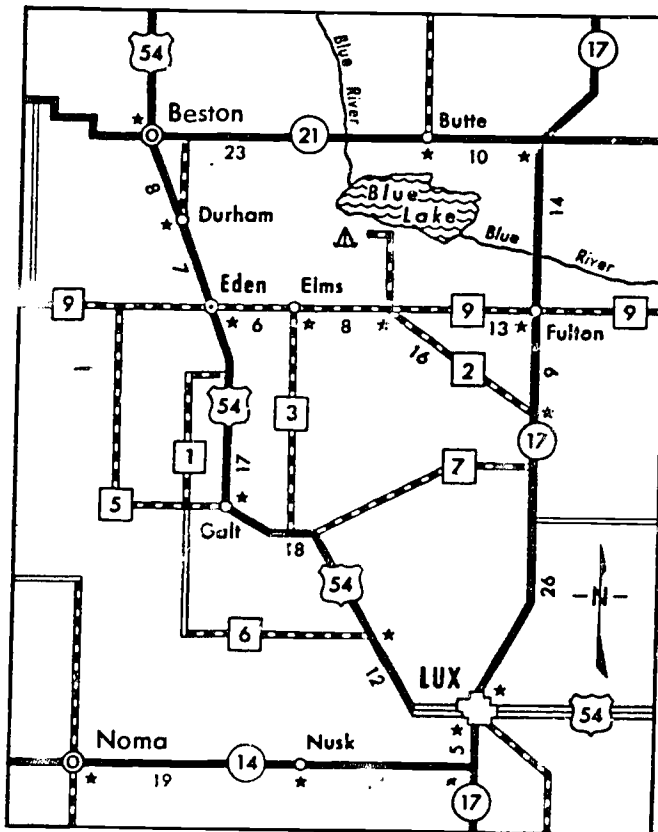 54
17
Blue
River
Beston
Butte
23
21
10
8
Blue
Lake
14
Durham
Blue
River
7
Eden
Elms
9
6
8
9
13
Fulton
9
16
2
9
54
3
17
1
17
7
5
Galt
18
54
26
-N-
6
12
LUX
54
Noma
Nusk
5
19
14
17